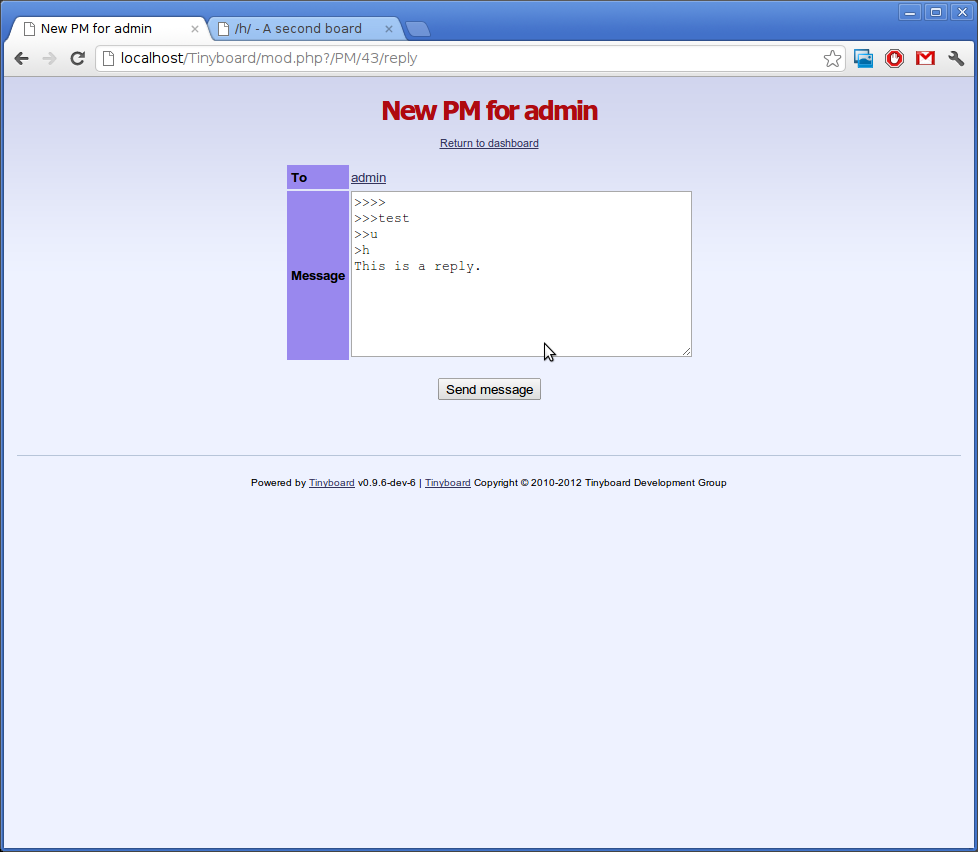 New PM for admin
/h/ - A second board
localhost/Tinyboard/mod.php?/PM/43/reply
New PM for admin
Return to dashboard
To admin
Message
>>>>
>>>test
>>u
>h
This is a reply.
Send message
Powered by Tinyboard v0.9.6-dev-6 | Tinyboard Copyright © 2010-2012 Tinyboard Development Group